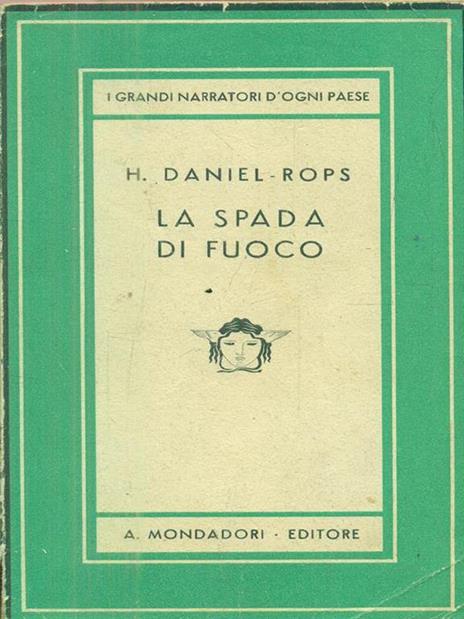 I GRANDI NARRATORI D'OGNI PAESE
H. DANIEL-ROPS
LA SPADA
DI FUOCO
A. MONDADORI · EDITORE